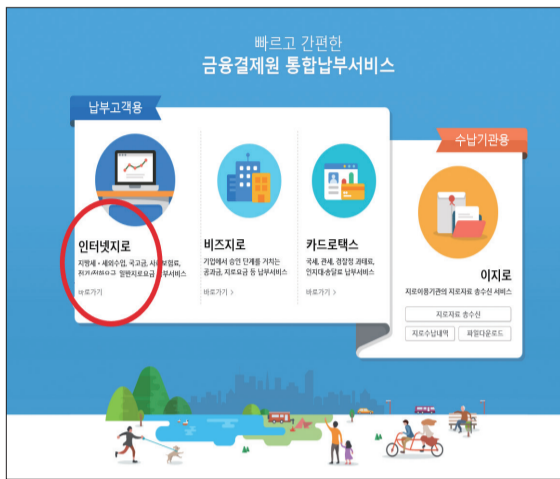 빠르고 간편한
금융결제원 통합납부서비스
납부고객용
인터넷지로
지방세·세외수입, 국고금, 사회보험료,
전기/전화요금, 일반지로요금 납부서비스
바로가기
비즈지로
기업에서 승인 단계를 거치는
공과금, 지로요금 등 납부서비스
바로가기 >
카드로택스
국세, 관세, 경찰청 과태료,
인지대·송달료 납부서비스
바로가기 >
수납기관용
이지로
지로이용기관의 지로자료 송수신 서비스
지로자료 송수신
지로수납내역
파일다운로드